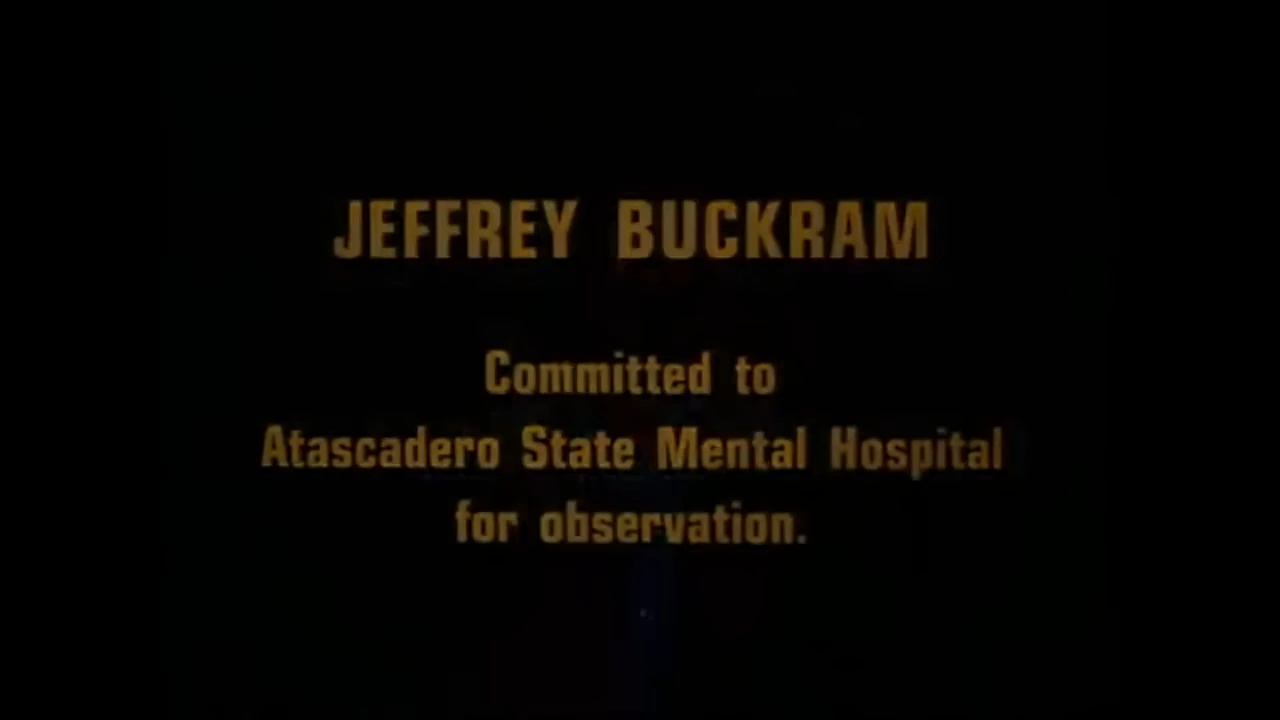 JEFFREY BUCKRAM
Committed to
Atascadero State Mental Hospital
for observation.